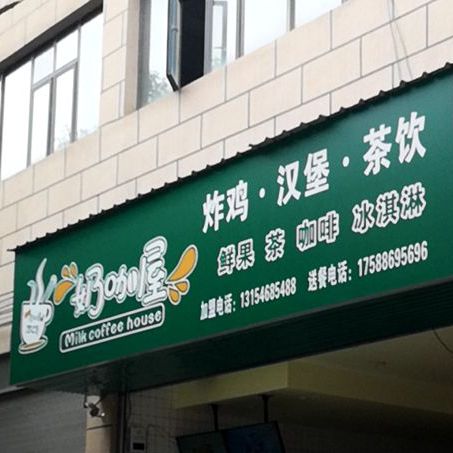 奶咖屋
Milk coffee house
炸鸡·汉堡·茶饮
鲜果 茶 咖啡 冰淇淋
加盟电话：13154685488 送餐电话：17588695696